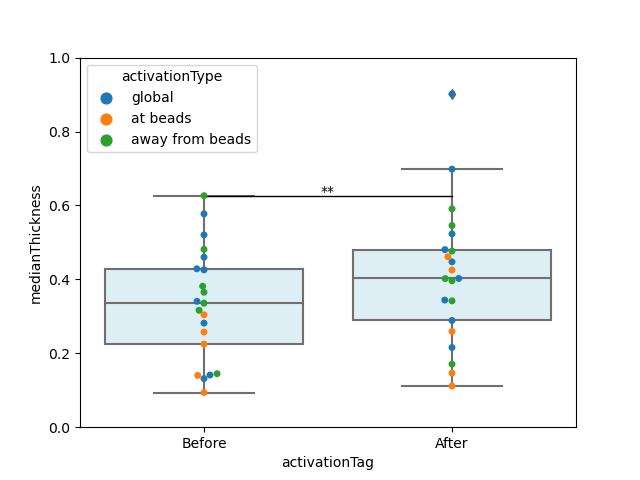 1.0
0.8
0.6
0.4
0.2
0.0
medianThickness
activationType
global
at beads
away from beads
**
Before
After
activationTag